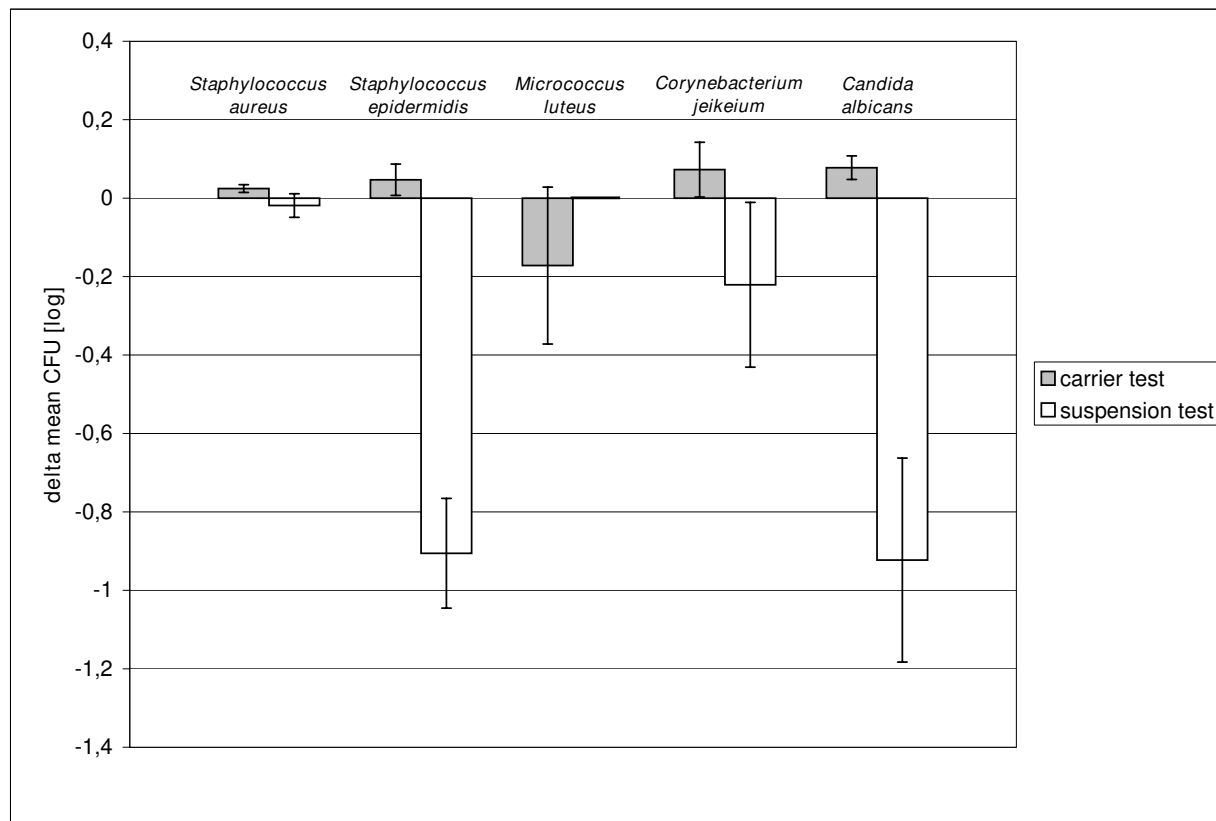 0,4
Staphylococcus aureus
Staphylococcus epidermidis
Micrococcus luteus
Corynebacterium jeikeium
Candida albicans
0,2
0
-0,2
-0,4
-0,6
-0,8
-1
-1,2
-1,4
delta mean CFU [log]
carrier test
suspension test